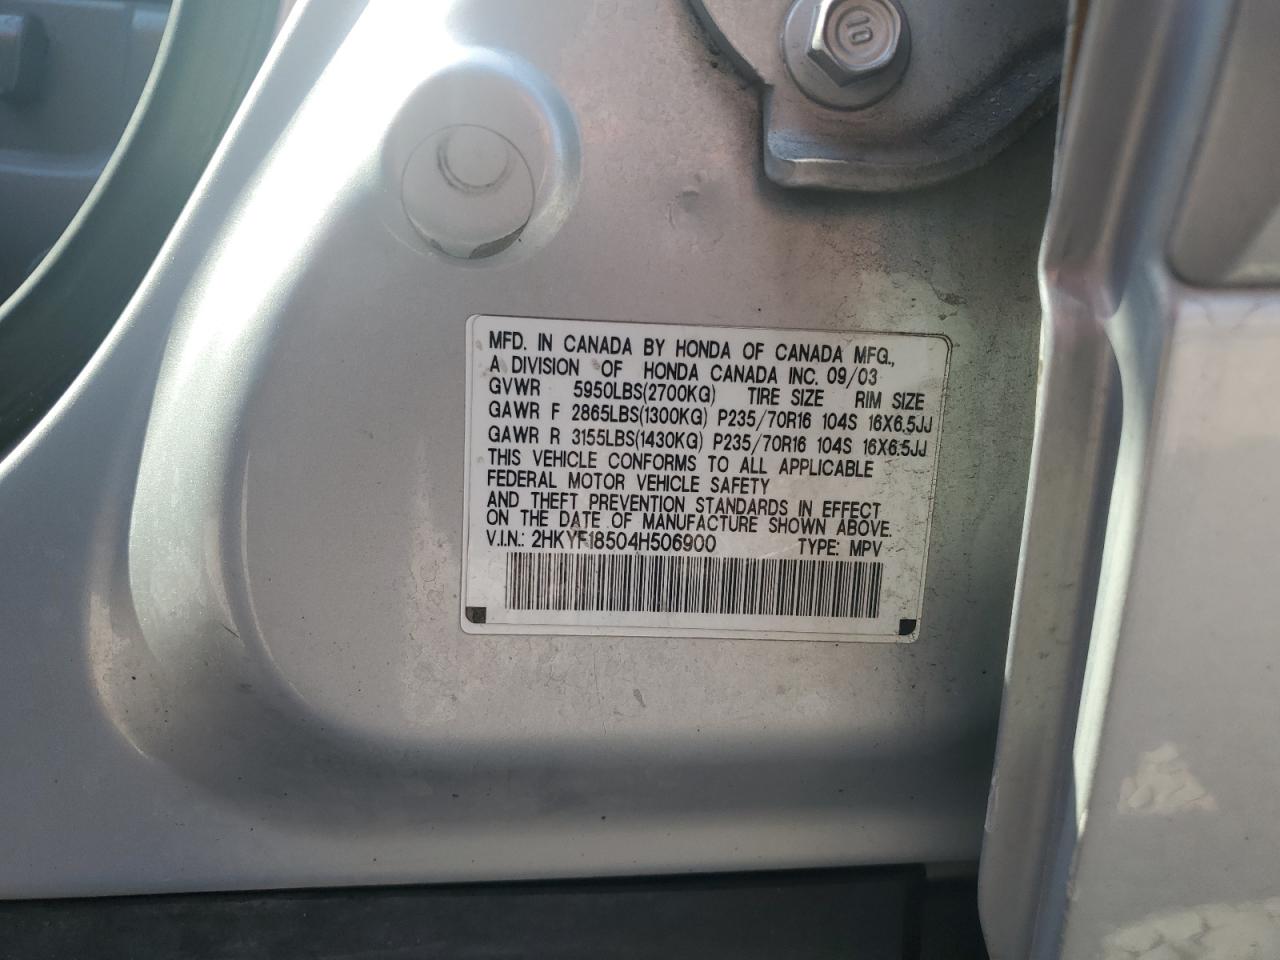 10
MFD. IN CANADA BY HONDA OF CANADA MFG.,
A DIVISION OF HONDA CANADA INC. 09/03
GVWR 5950LBS(2700KG) TIRE SIZE RIM SIZE
GAWR F 2865LBS(1300KG) P235/70R16 104S 16X6.5JJ
GAWR R 3155LBS(1430KG) P235/70R16 104S 16X6.5JJ
THIS VEHICLE CONFORMS TO ALL APPLICABLE
FEDERAL MOTOR VEHICLE SAFETY
AND THEFT PREVENTION STANDARDS IN EFFECT
ON THE DATE OF MANUFACTURE SHOWN ABOVE.
V.I.N.: 2HKYF18504H506900 TYPE: MPV